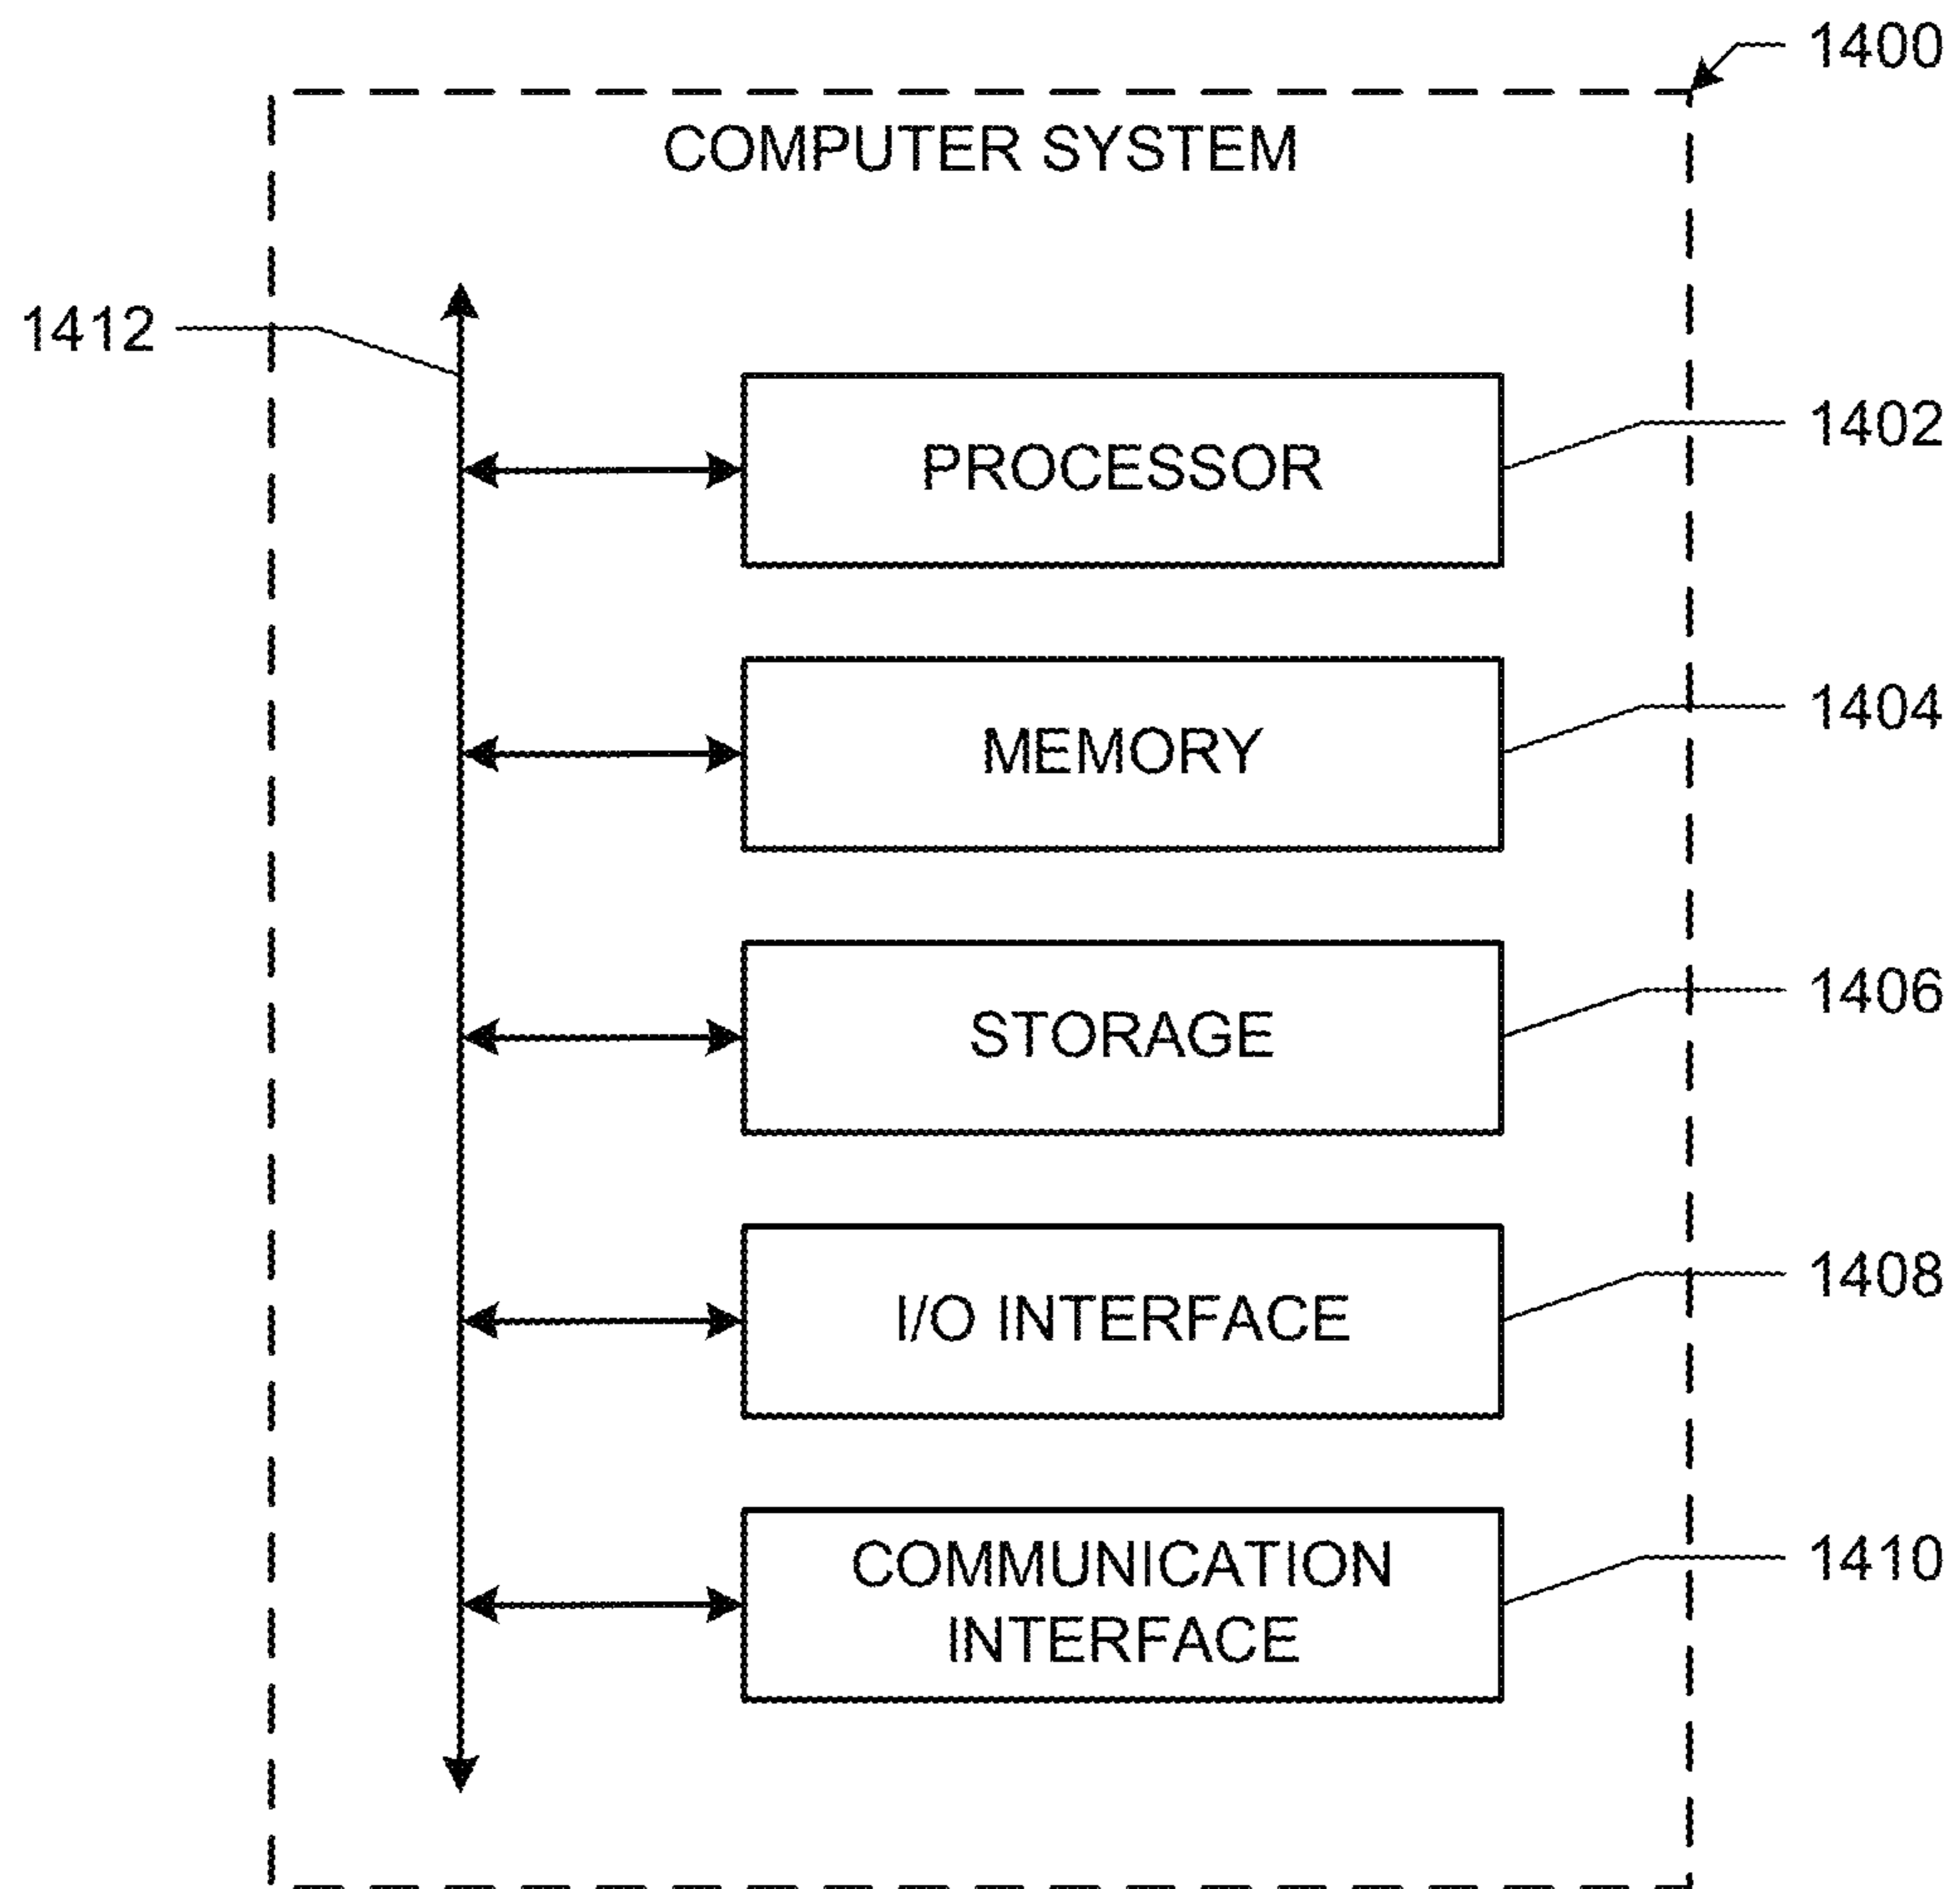 1400
COMPUTER SYSTEM
1412
PROCESSOR
1402
MEMORY
1404
STORAGE
1406
I/O INTERFACE
1408
COMMUNICATION
INTERFACE
1410